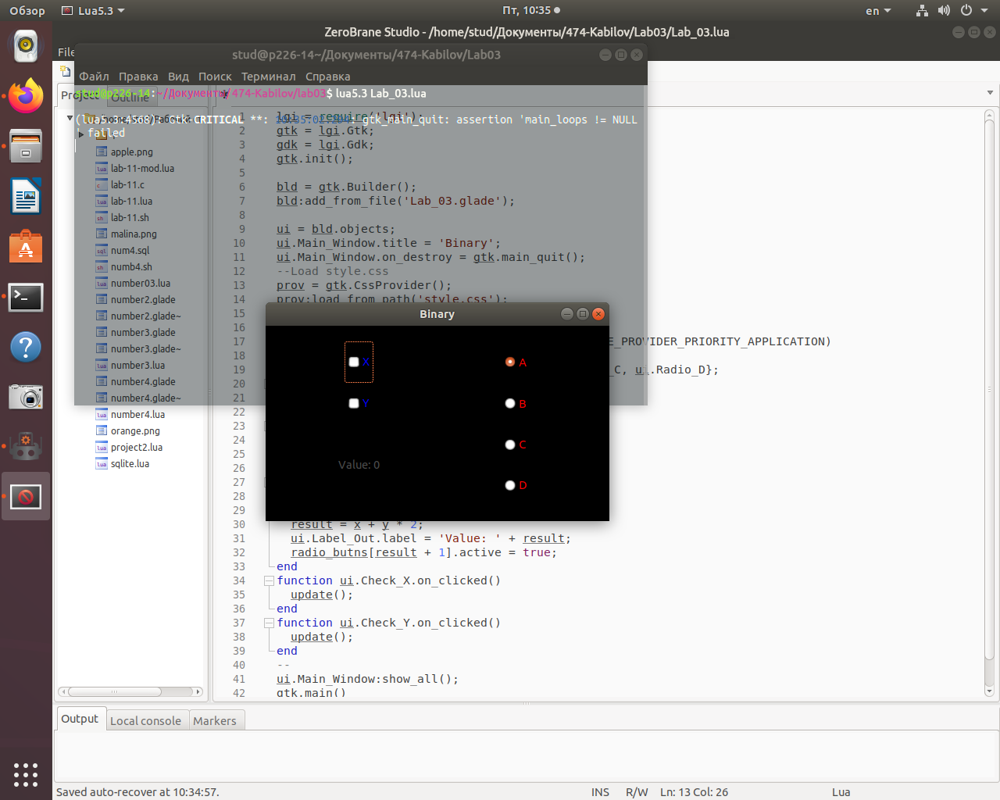 Обзор
Lua5.3
Пт, 10:35
en
ZeroBrane Studio - /home/stud/Документы/474-Kabilov/Lab03/Lab_03.lua
File
stud@p226-14~/Документы/474-Kabilov/Lab03
Файл Правка Вид Поиск Терминал Справка
stud@p226-14:~/Документы/474-Kabilov/lab03$ lua5.3 Lab_03.lua
Project
Outline
(lua5.3:4568): Gtk-CRITICAL **: : gtk_main_quit: assertion 'main_loops != NULL
' failed
apple.png
lab-11-mod.lua
lab-11.c
lab-11.lua
lab-11.sh
malina.png
num4.sql
numb4.sh
number03.lua
number2.glade
number2.glade~
number3.glade
number3.glade~
number3.lua
number4.glade
number4.glade~
number4.lua
orange.png
project2.lua
sqlite.lua
1 lgi = require('lgi');
2 gtk = lgi.Gtk;
3 gdk = lgi.Gdk;
4 gtk.init();
5
6 bld = gtk.Builder();
7 bld:add_from_file('Lab_03.glade');
8
9 ui = bld.objects;
10 ui.Main_Window.title = 'Binary';
11 ui.Main_Window.on_destroy = gtk.main_quit();
12 --Load style.css
13 prov = gtk.CssProvider();
14 prov:load_from_path('style.css');
15
16
17 E_PROVIDER_PRIORITY_APPLICATION)
18
19 _C, ui.Radio_D};
20
21
22
23
24
25
26
27
28
29
30 result = x + y * 2;
31 ui.Label_Out.label = 'Value: ' + result;
32 radio_butns[result + 1].active = true;
33 end
34 function ui.Check_X.on_clicked()
35 update();
36 end
37 function ui.Check_Y.on_clicked()
38 update();
39 end
40 --
41 ui.Main_Window:show_all();
42 gtk.main()
Binary
X
A
Y
B
C
Value: 0
D
Output
Local console
Markers
Saved auto-recover at 10:34:57.
INS
R/W
Ln: 13 Col: 26
Lua